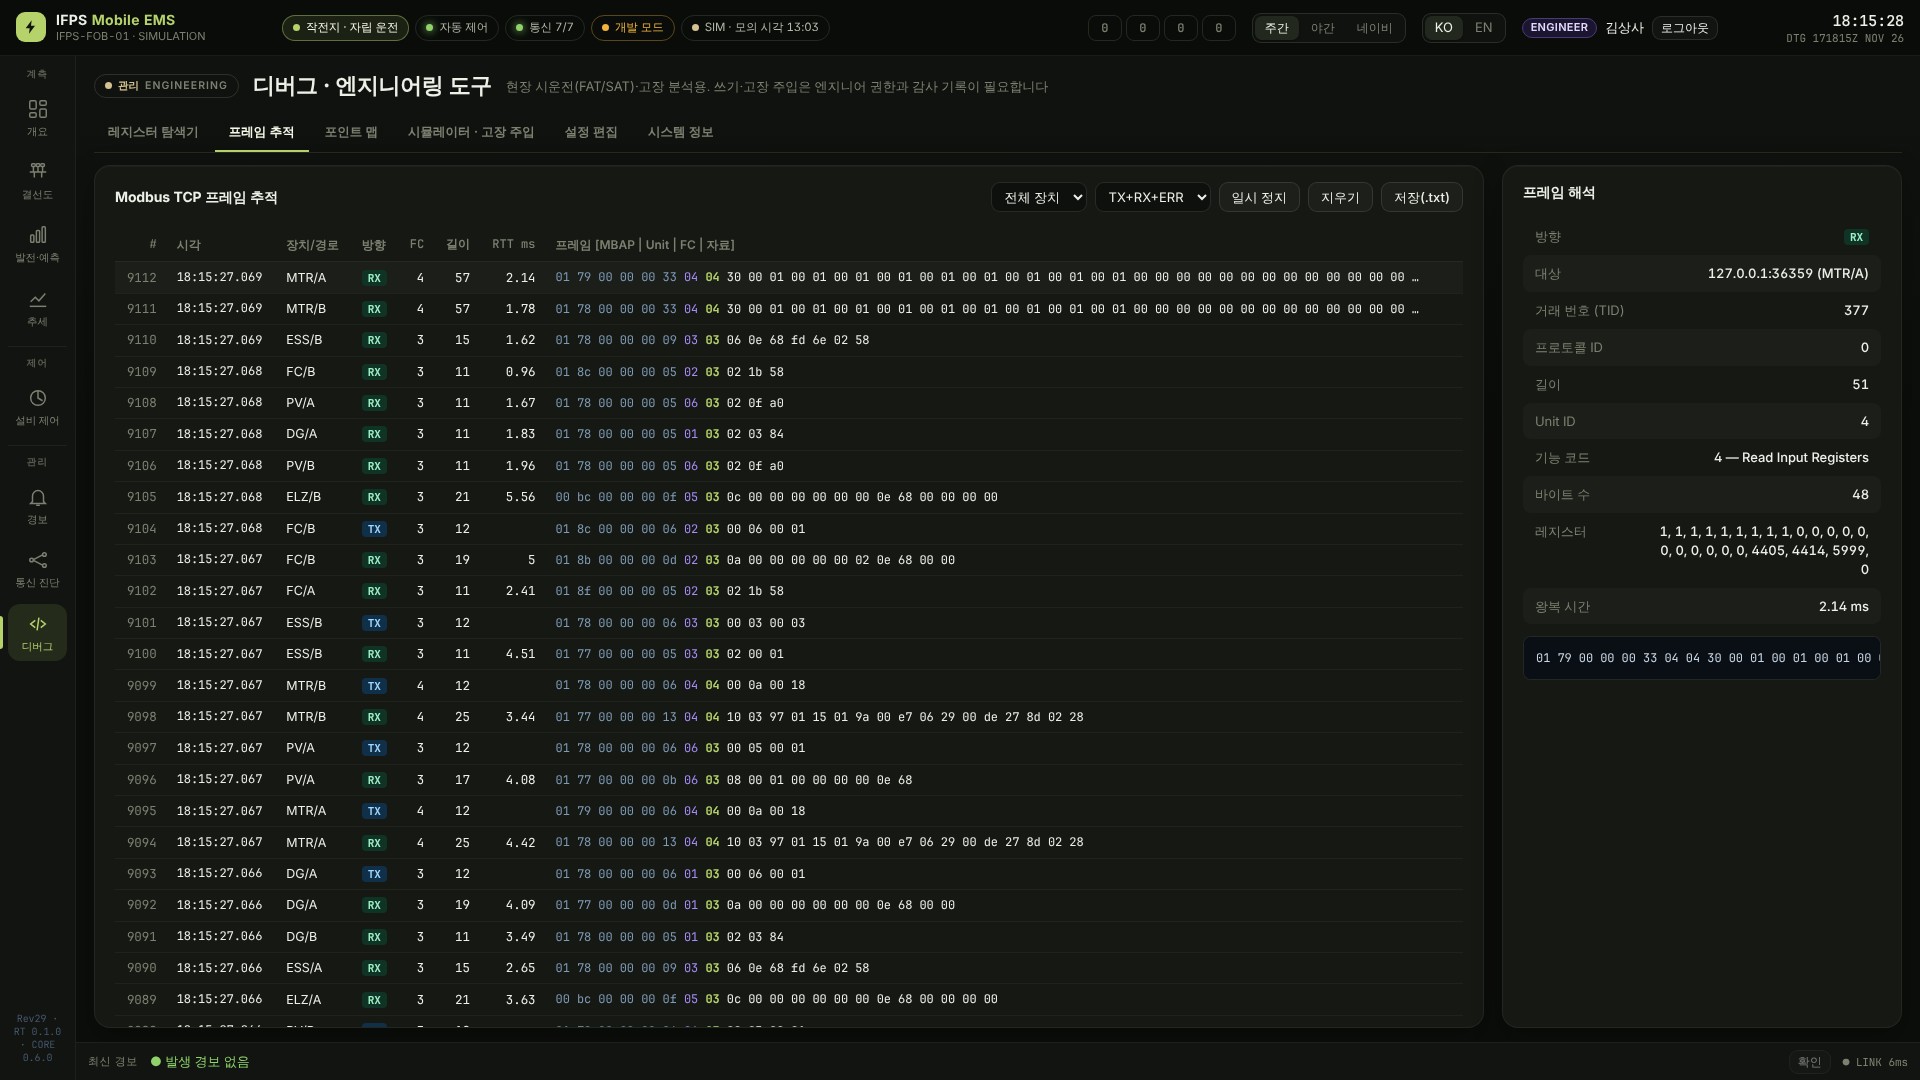 IFPS Mobile EMS
IFPS-FOB-01 · SIMULATION
작전지 · 자립 운전
자동 제어
통신 7/7
개발 모드
SIM · 모의 시각 13:03
0 0 0 0
주간 야간 네이비
KO EN
ENGINEER 김상사 로그아웃
18:15:28
DTG 171815Z NOV 26
계측
개요
결선도
발전·예측
추세
제어
설비 제어
관리
경보
통신 진단
디버그
Rev29 ·
RT 0.1.0
· CORE
0.6.0
관리 ENGINEERING
디버그 · 엔지니어링 도구
현장 시운전(FAT/SAT)·고장 분석용. 쓰기·고장 주입은 엔지니어 권한과 감사 기록이 필요합니다
레지스터 탐색기 프레임 추적 포인트 맵 시뮬레이터 · 고장 주입 설정 편집 시스템 정보
Modbus TCP 프레임 추적
전체 장치 TX+RX+ERR 일시 정지 지우기 저장(.txt)
# 시각 장치/경로 방향 FC 길이 RTT ms 프레임 [MBAP | Unit | FC | 자료]
9112 18:15:27.069 MTR/A RX 4 57 2.14 01 79 00 00 00 33 04 04 30 00 01 00 01 00 01 00 01 00 01 00 01 00 01 00 01 00 01 00 01 00 00 00 00 00 00 00 00 00 00 00 00 …
9111 18:15:27.069 MTR/B RX 4 57 1.78 01 78 00 00 00 33 04 04 30 00 01 00 01 00 01 00 01 00 01 00 01 00 01 00 01 00 01 00 01 00 00 00 00 00 00 00 00 00 00 00 00 …
9110 18:15:27.069 ESS/B RX 3 15 1.62 01 78 00 00 00 09 03 03 06 0e 68 fd 6e 02 58
9109 18:15:27.068 FC/B RX 3 11 0.96 01 8c 00 00 00 05 02 03 02 1b 58
9108 18:15:27.068 PV/A RX 3 11 1.67 01 78 00 00 00 05 06 03 02 0f a0
9107 18:15:27.068 DG/A RX 3 11 1.83 01 78 00 00 00 05 01 03 02 03 84
9106 18:15:27.068 PV/B RX 3 11 1.96 01 78 00 00 00 05 06 03 02 0f a0
9105 18:15:27.068 ELZ/B RX 3 21 5.56 00 bc 00 00 00 0f 05 03 0c 00 00 00 00 00 00 0e 68 00 00 00 00
9104 18:15:27.068 FC/B TX 3 12 01 8c 00 00 00 06 02 03 00 06 00 01
9103 18:15:27.067 FC/B RX 3 19 5 01 8b 00 00 00 0d 02 03 0a 00 00 00 00 00 02 0e 68 00 00
9102 18:15:27.067 FC/A RX 3 11 2.41 01 8f 00 00 00 05 02 03 02 1b 58
9101 18:15:27.067 ESS/B TX 3 12 01 78 00 00 00 06 03 03 00 03 00 03
9100 18:15:27.067 ESS/B RX 3 11 4.51 01 77 00 00 00 05 03 03 02 00 01
9099 18:15:27.067 MTR/B TX 4 12 01 78 00 00 00 06 04 04 00 0a 00 18
9098 18:15:27.067 MTR/B RX 4 25 3.44 01 77 00 00 00 13 04 04 10 03 97 01 15 01 9a 00 e7 06 29 00 de 27 8d 02 28
9097 18:15:27.067 PV/A TX 3 12 01 78 00 00 00 06 06 03 00 05 00 01
9096 18:15:27.067 PV/A RX 3 17 4.08 01 77 00 00 00 0b 06 03 08 00 01 00 00 00 00 0e 68
9095 18:15:27.067 MTR/A TX 4 12 01 79 00 00 00 06 04 04 00 0a 00 18
9094 18:15:27.067 MTR/A RX 4 25 4.42 01 78 00 00 00 13 04 04 10 03 97 01 15 01 9a 00 e7 06 29 00 de 27 8d 02 28
9093 18:15:27.066 DG/A TX 3 12 01 78 00 00 00 06 01 03 00 06 00 01
9092 18:15:27.066 DG/A RX 3 19 4.09 01 77 00 00 00 0d 01 03 0a 00 00 00 00 00 00 0e 68 00 00
9091 18:15:27.066 DG/B RX 3 11 3.49 01 78 00 00 00 05 01 03 02 03 84
9090 18:15:27.066 ESS/A RX 3 15 2.65 01 78 00 00 00 09 03 03 06 0e 68 fd 6e 02 58
9089 18:15:27.066 ELZ/A RX 3 21 3.63 00 bc 00 00 00 0f 05 03 0c 00 00 00 00 00 00 0e 68 00 00 00 00
프레임 해석
방향 RX
대상 127.0.0.1:36359 (MTR/A)
거래 번호 (TID) 377
프로토콜 ID 0
길이 51
Unit ID 4
기능 코드 4 — Read Input Registers
바이트 수 48
레지스터 1, 1, 1, 1, 1, 1, 1, 1, 1, 0, 0, 0, 0, 0,
0, 0, 0, 0, 0, 0, 4405, 4414, 5999,
0
왕복 시간 2.14 ms
01 79 00 00 00 33 04 04 30 00 01 00 01 00 01 00
최신 경보 발생 경보 없음
확인 LINK 6ms